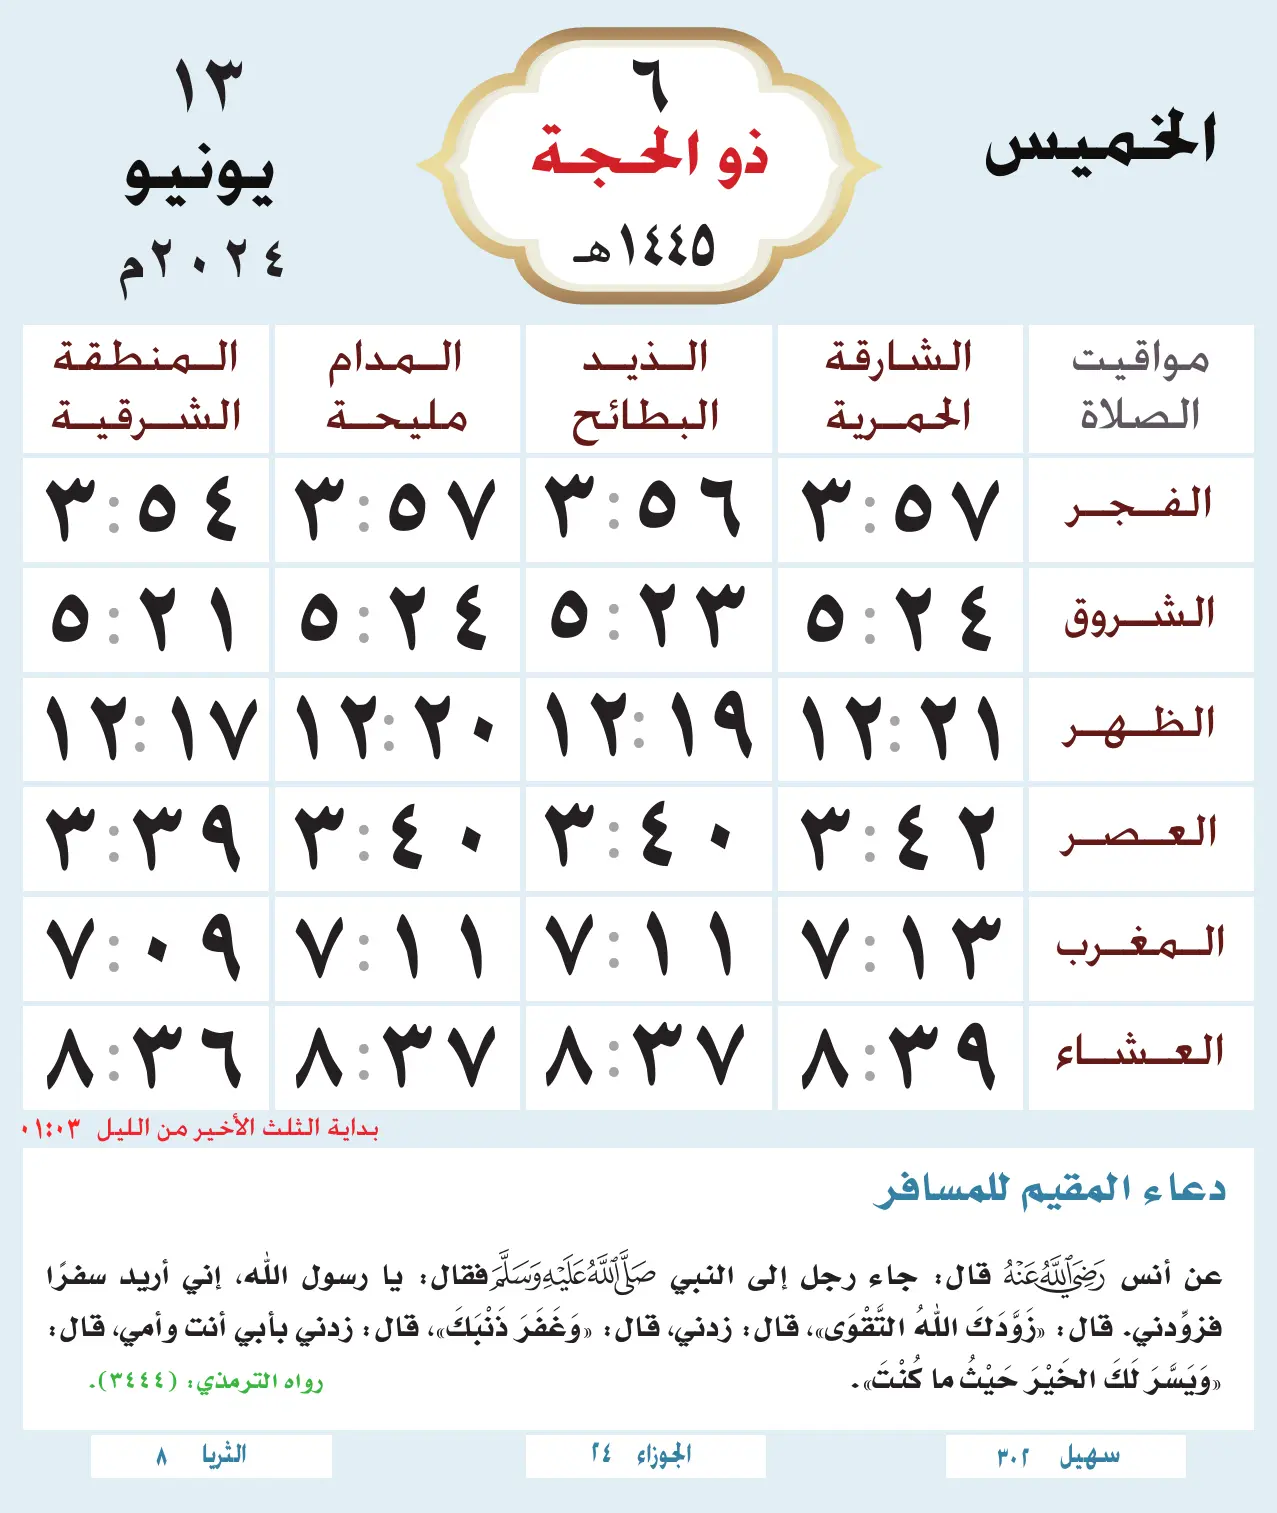 الخميس
٦
ذو الحجة
١٤٤٥هـ
١٣
يونيو
٢٠٢٤م
مواقيت الصلاة | الشارقة الحمرية | الذيد البطائح | المدام مليحة | المنطقة الشرقية
الفجر ٣:٥٧ ٣:٥٦ ٣:٥٧ ٣:٥٤
الشروق ٥:٢٤ ٥:٢٣ ٥:٢٤ ٥:٢١
الظهر ١٢:٢١ ١٢:١٩ ١٢:٢٠ ١٢:١٧
العصر ٣:٤٢ ٣:٤٠ ٣:٤٠ ٣:٣٩
المغرب ٧:١٣ ٧:١١ ٧:١١ ٧:٠٩
العشاء ٨:٣٩ ٨:٣٧ ٨:٣٧ ٨:٣٦
بداية الثلث الأخير من الليل ٠١:٠٣
دعاء المقيم للمسافر
عن أنس رَضِيَ اللَّهُ عَنْهُ قال: جاء رجل إلى النبي صَلَّى اللَّهُ عَلَيْهِ وَسَلَّمَ فقال: يا رسول الله، إني أريد سفرًا
فزوِّدني. قال: «زَوَّدَكَ اللهُ التَّقْوَى»، قال: زدني، قال: «وَغَفَرَ ذَنْبَكَ»، قال: زدني بأبي أنت وأمي، قال:
«وَيَسَّرَ لَكَ الخَيْرَ حَيْثُ ما كُنْتَ». رواه الترمذي: (٣٤٤٤).
سهيل ٣٠٢
الجوزاء ٢٤
الثريا ٨